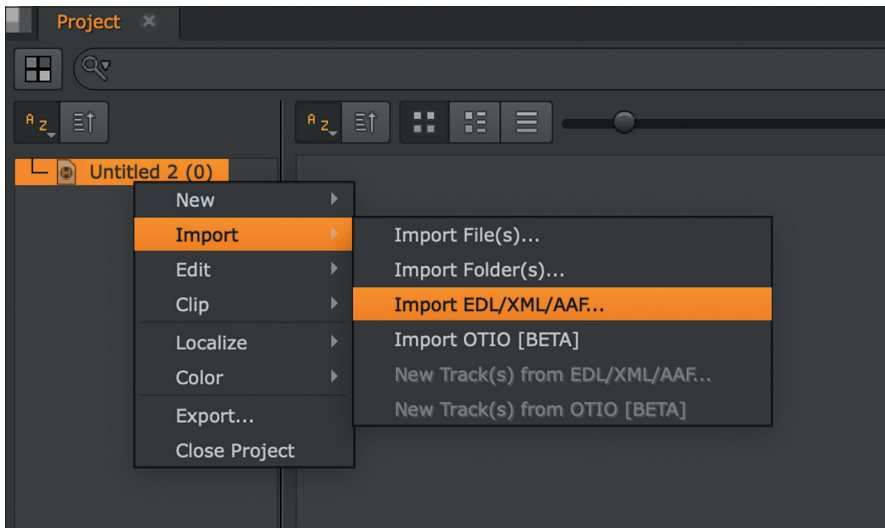 Project
A Z
A Z
Untitled 2 (0)
New
Import
Edit
Clip
Localize
Color
Export...
Close Project
Import File(s)...
Import Folder(s)...
Import EDL/XML/AAF...
Import OTIO [BETA]
New Track(s) from EDL/XML/AAF...
New Track(s) from OTIO [BETA]